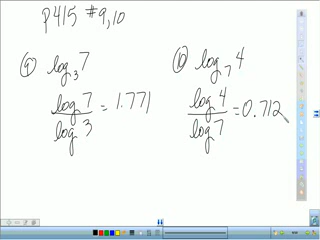 p415 #9,10
⑨ log₃7
log 7 / log 3 = 1.771
⑩ log₇4
log 4 / log 7 = 0.712